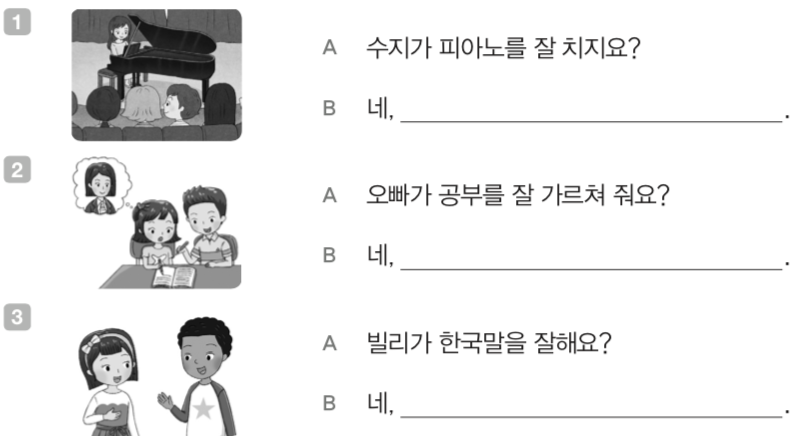 1
A 수지가 피아노를 잘 치지요?
B 네, .
2
A 오빠가 공부를 잘 가르쳐 줘요?
B 네, .
3
A 빌리가 한국말을 잘해요?
B 네, .